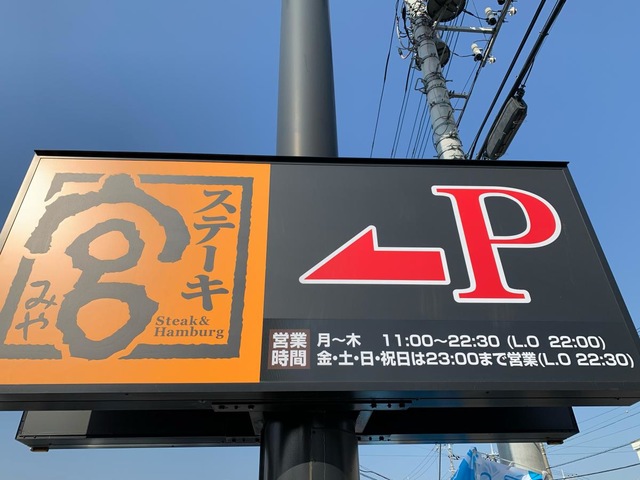 ステーキ
宮
みや
Steak&
Hamburg
P
営業時間
月～木 11:00～22:30 (L.O 22:00)
金・土・日・祝日は23:00まで営業(L.O 22:30)